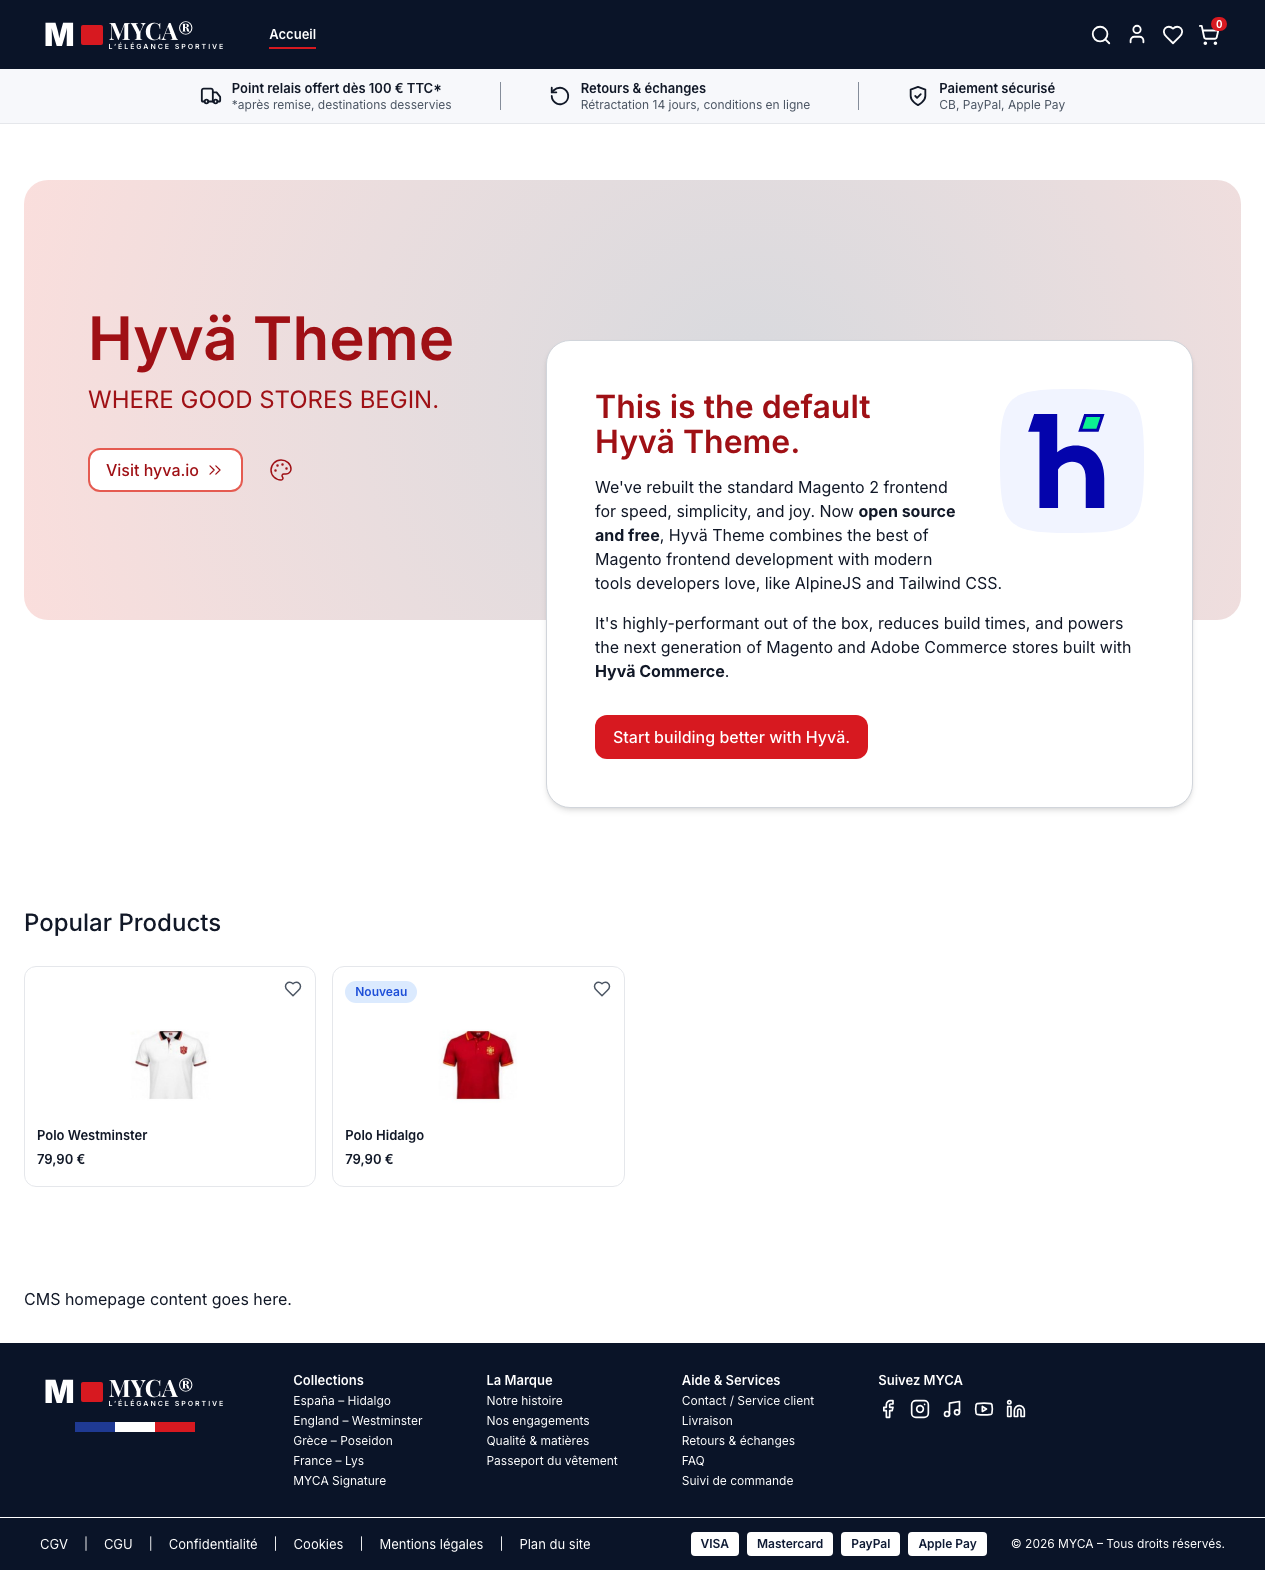 M MYCA®
L'ÉLÉGANCE SPORTIVE
Accueil
0
Point relais offert dès 100 € TTC*
*après remise, destinations desservies
Retours & échanges
Rétractation 14 jours, conditions en ligne
Paiement sécurisé
CB, PayPal, Apple Pay
Hyvä Theme
WHERE GOOD STORES BEGIN.
Visit hyva.io
This is the default
Hyvä Theme.
We've rebuilt the standard Magento 2 frontend
for speed, simplicity, and joy. Now open source
and free, Hyvä Theme combines the best of
Magento frontend development with modern
tools developers love, like AlpineJS and Tailwind CSS.
It's highly-performant out of the box, reduces build times, and powers
the next generation of Magento and Adobe Commerce stores built with
Hyvä Commerce.
Start building better with Hyvä.
Popular Products
Polo Westminster
79,90 €
Nouveau
Polo Hidalgo
79,90 €
CMS homepage content goes here.
M MYCA®
L'ÉLÉGANCE SPORTIVE
Collections
España – Hidalgo
England – Westminster
Grèce – Poseidon
France – Lys
MYCA Signature
La Marque
Notre histoire
Nos engagements
Qualité & matières
Passeport du vêtement
Aide & Services
Contact / Service client
Livraison
Retours & échanges
FAQ
Suivi de commande
Suivez MYCA
CGV | CGU | Confidentialité | Cookies | Mentions légales | Plan du site
VISA Mastercard PayPal Apple Pay
© 2026 MYCA – Tous droits réservés.